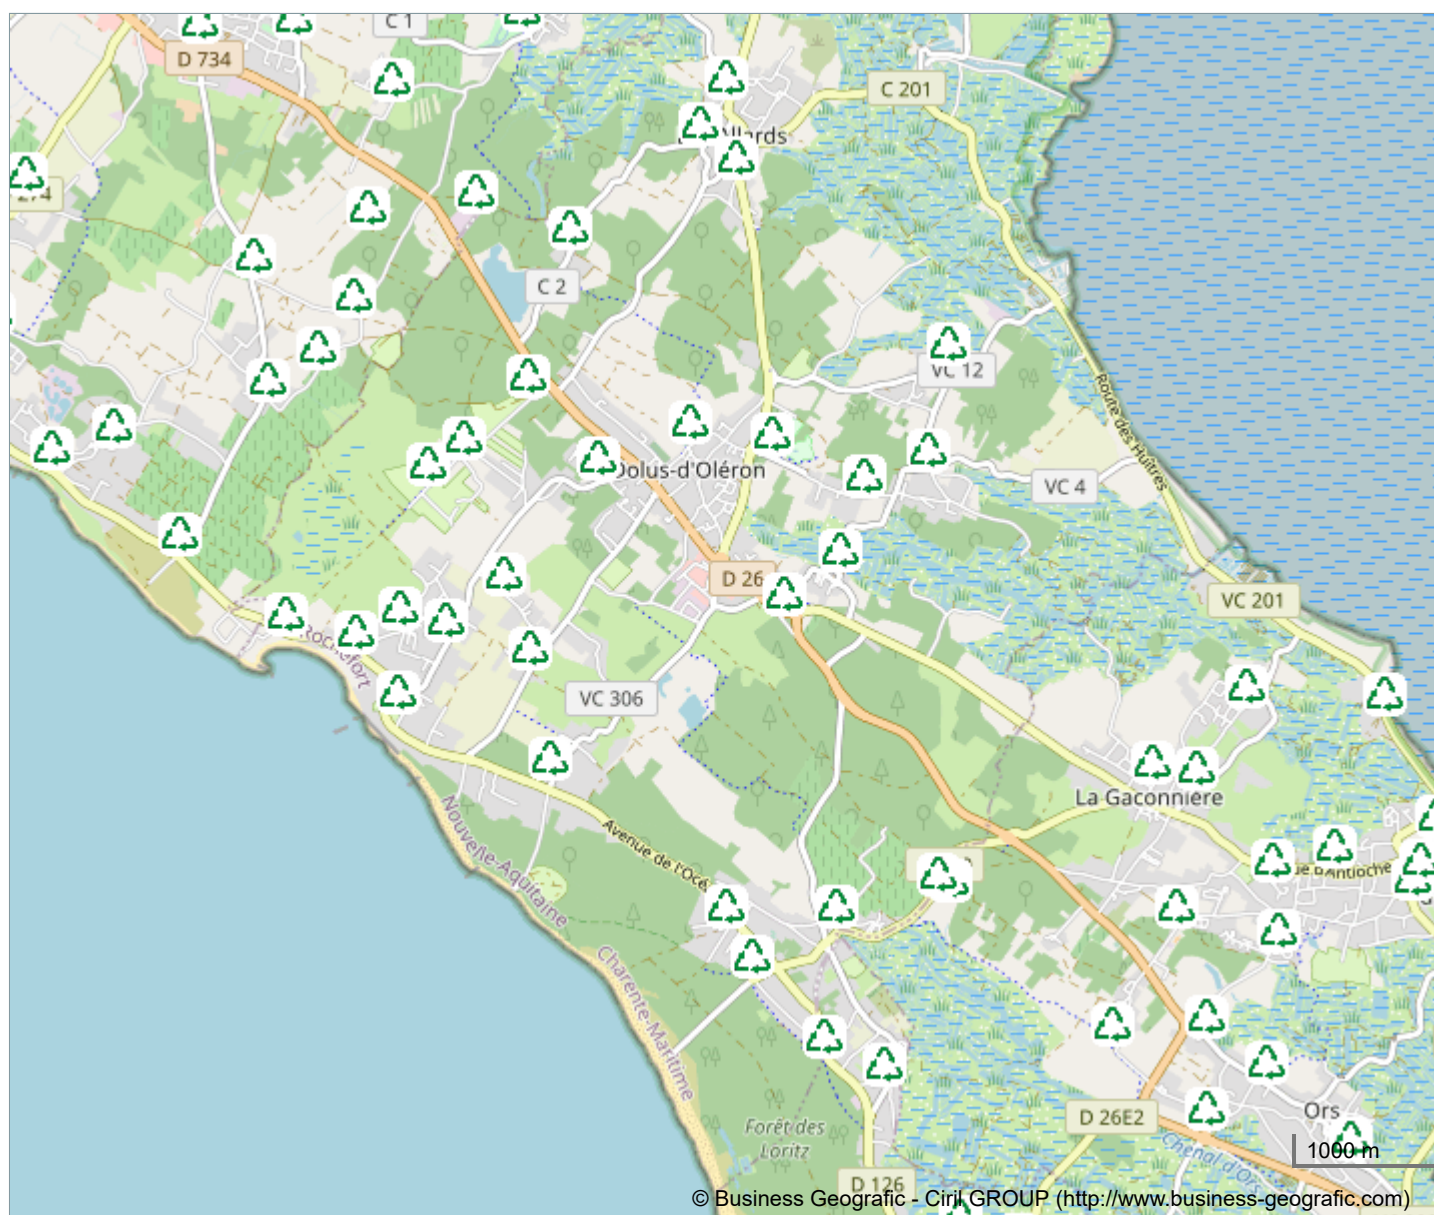 C 1
D 734
C 201
C 2
VC 12
Route des Huîtres
Dolus-d'Oléron
VC 4
D 26
VC 201
VC 306
La Gaconnière
Nouvelle-Aquitaine
Avenue de l'Océ
Charente-Maritime
D 26E2
Ors
Chenal d'Ors
Forêt des
Loritz
1000 m
D 126
© Business Geografic - Ciril GROUP (http://www.business-geografic.com)